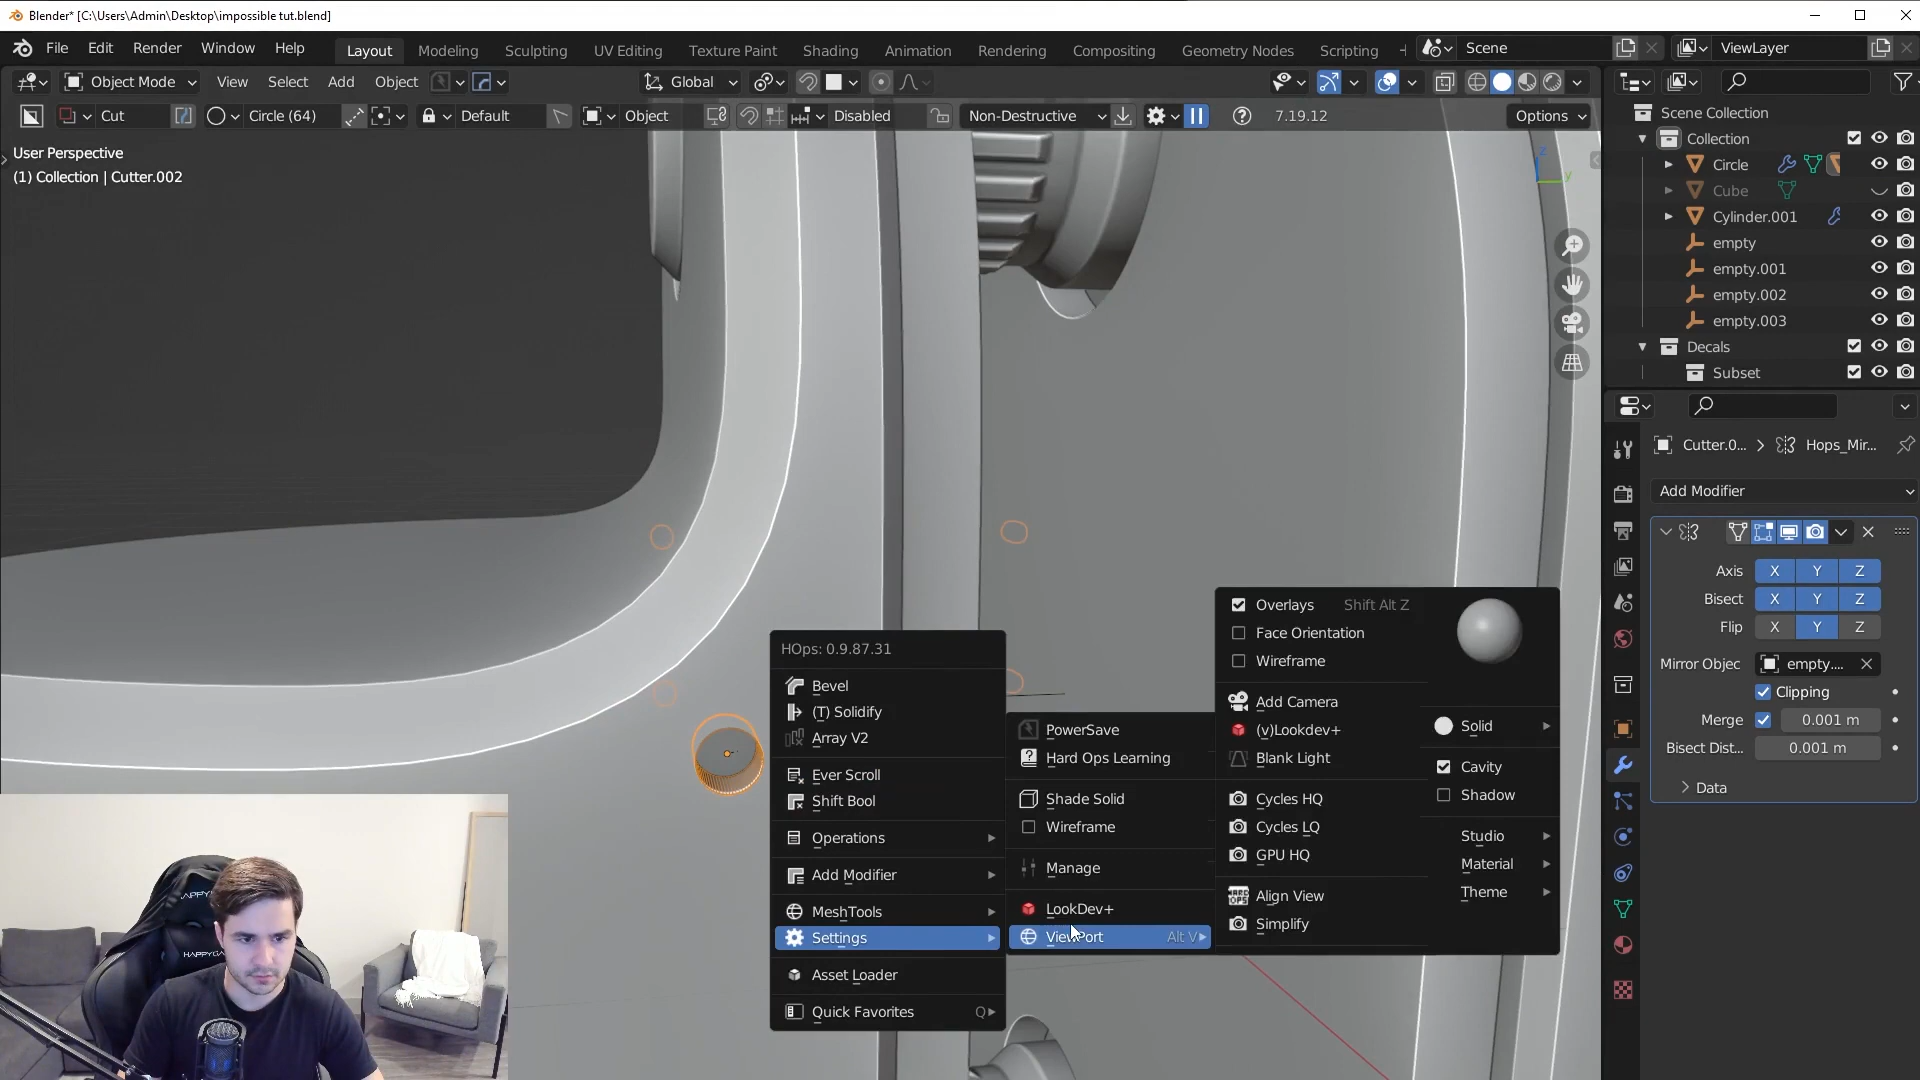 Blender* [C:\Users\Admin\Desktop\impossible tut.blend]
File Edit Render Window Help Layout Modeling Sculpting UV Editing Texture Paint Shading Animation Rendering Compositing Geometry Nodes Scripting Scene ViewLayer
Object Mode View Select Add Object Global
Cut Circle (64) Default Object Disabled Non-Destructive 7.19.12 Options
User Perspective
(1) Collection | Cutter.002
Z
Y
Scene Collection
Collection
Circle
Cube
Cylinder.001
empty
empty.001
empty.002
empty.003
Decals
Subset
Cutter.0... Hops_Mir...
Add Modifier
Axis X Y Z
Bisect X Y Z
Flip X Y Z
Mirror Objec empty....
Clipping
Merge 0.001 m
Bisect Dist... 0.001 m
Data
HOps: 0.9.87.31
Bevel
(T) Solidify
Array V2
Ever Scroll
Shift Bool
Operations
Add Modifier
MeshTools
Settings
Asset Loader
Quick Favorites Q
PowerSave
Hard Ops Learning
Shade Solid
Wireframe
Manage
LookDev+
ViewPort Alt V
Overlays Shift Alt Z
Face Orientation
Wireframe
Add Camera
(v)Lookdev+
Blank Light
Cycles HQ
Cycles LQ
GPU HQ
Align View
Simplify
Solid
Cavity
Shadow
Studio
Material
Theme